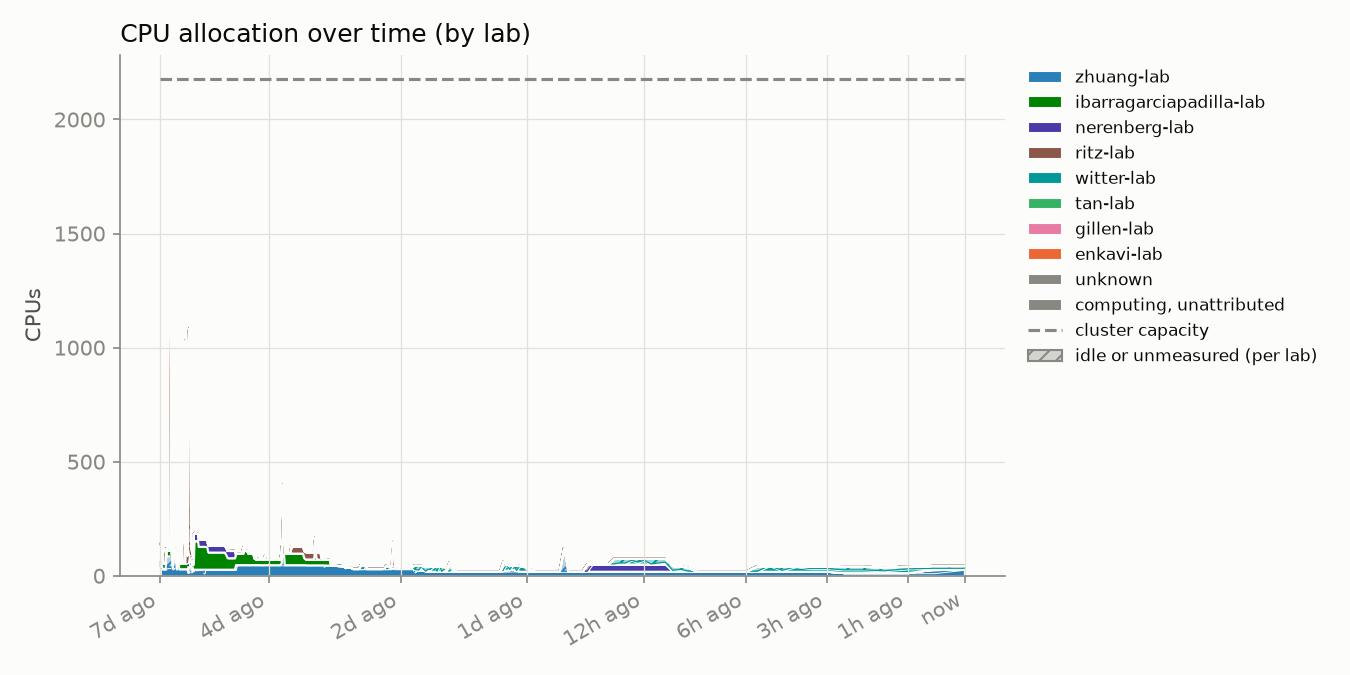 CPU allocation over time (by lab)
CPUs
2000
1500
1000
500
0
7d ago
4d ago
2d ago
1d ago
12h ago
6h ago
3h ago
1h ago
now
zhuang-lab
ibarragarciapadilla-lab
nerenberg-lab
ritz-lab
witter-lab
tan-lab
gillen-lab
enkavi-lab
unknown
computing, unattributed
cluster capacity
idle or unmeasured (per lab)